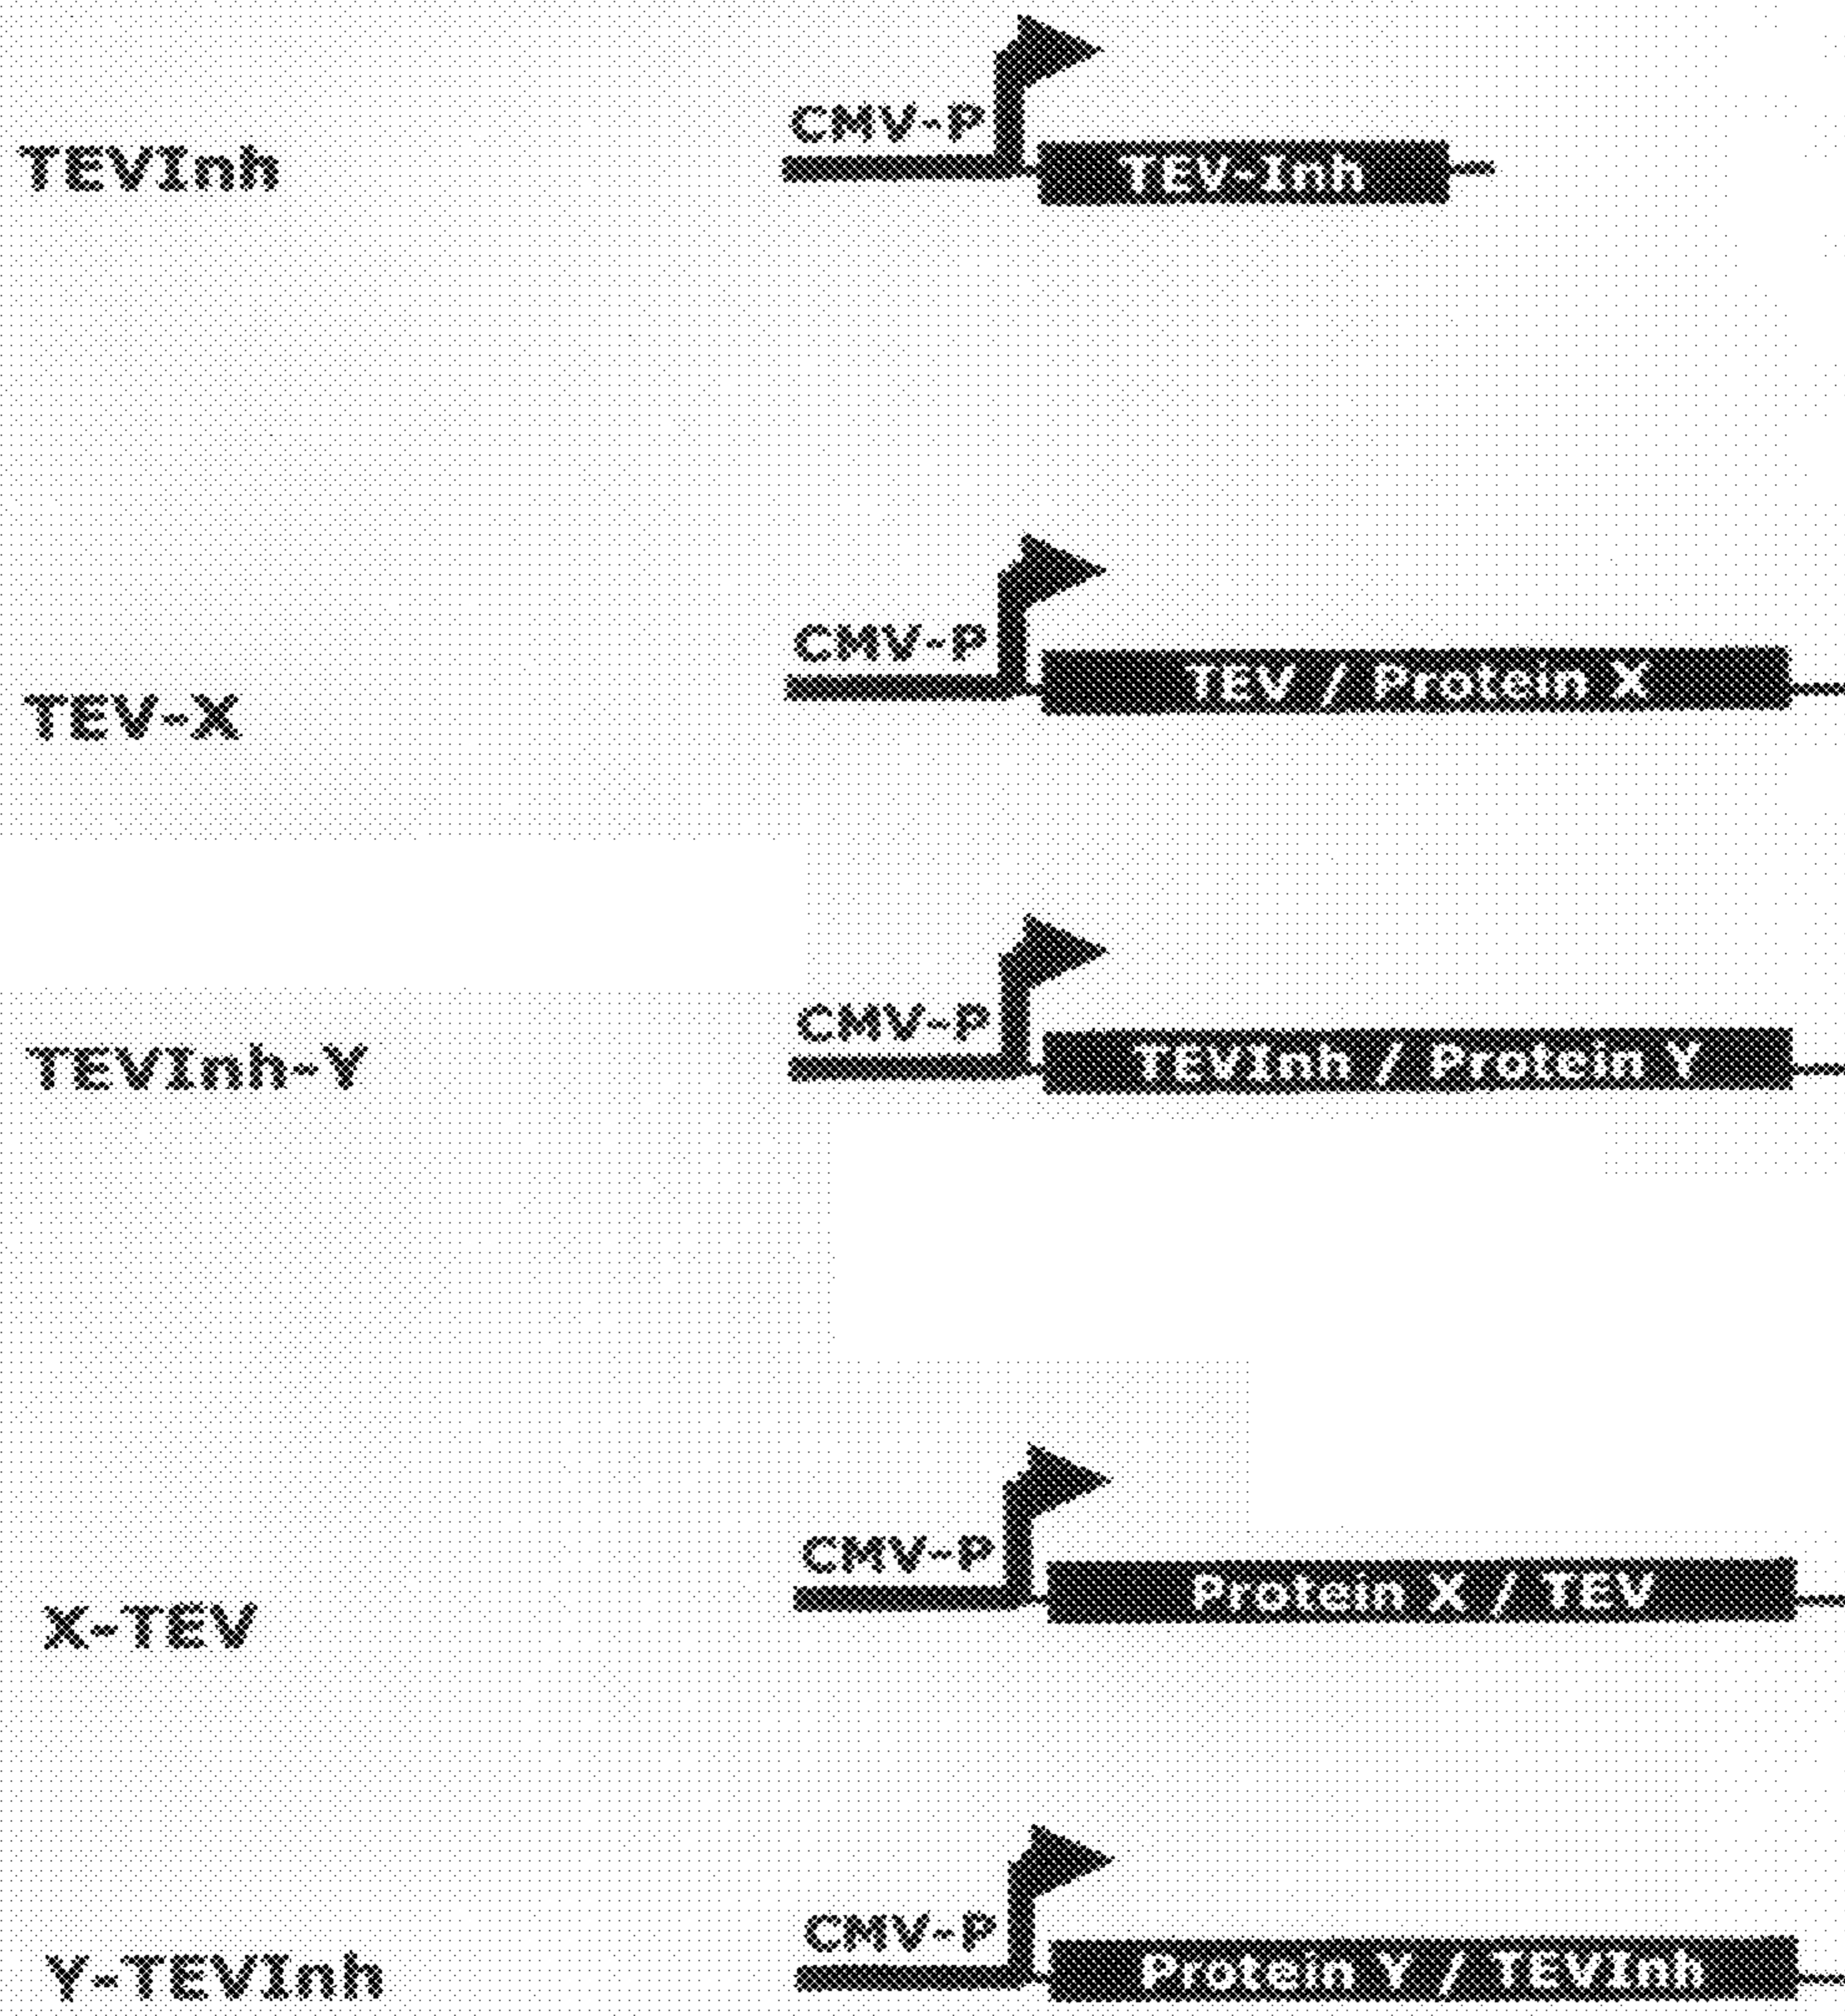 CMV-P
TEVInh
TEV-Inh
CMV-P
TEV / Protein X
TEV-X
CMV-P
TEVInh-Y
TEVInh / Protein Y
CMV-P
Protein X / TEV
X-TEV
CMV-P
Y-TEVInh
Protein Y / TEVInh